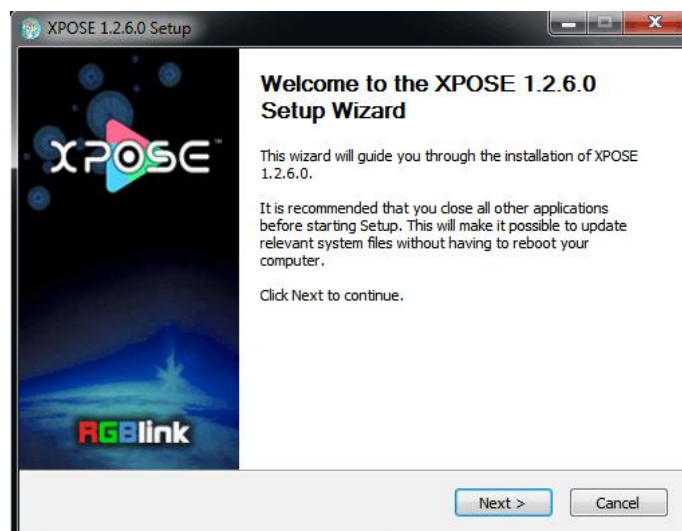 XPOSE 1.2.6.0 Setup
XPOSE™
RGBlink
Welcome to the XPOSE 1.2.6.0
Setup Wizard
This wizard will guide you through the installation of XPOSE
1.2.6.0.
It is recommended that you close all other applications
before starting Setup. This will make it possible to update
relevant system files without having to reboot your
computer.
Click Next to continue.
Next >
Cancel